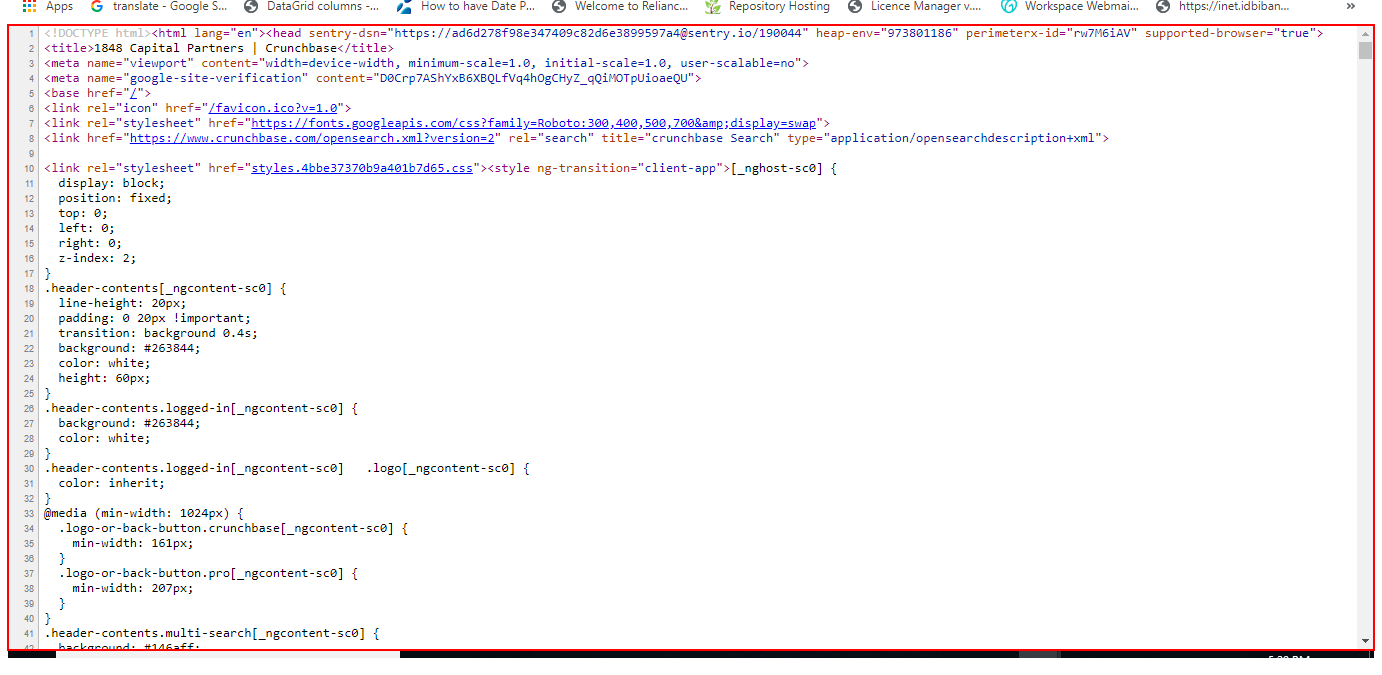 Apps translate - Google S... DataGrid columns -... How to have Date P... Welcome to Relianc... Repository Hosting Licence Manager v.... Workspace Webmai... https://inet.idbiban... »
1 <!DOCTYPE html><html lang="en"><head sentry-dsn="https://ad6d278f98e347409c82d6e3899597a4@sentry.io/190044" heap-env="973801186" perimeterx-id="rw7M6iAV" supported-browser="true">
2 <title>1848 Capital Partners | Crunchbase</title>
3 <meta name="viewport" content="width=device-width, minimum-scale=1.0, initial-scale=1.0, user-scalable=no">
4 <meta name="google-site-verification" content="D0Crp7AShYxB6XBQLfVq4hOgCHyZ_qQiMOTpUioaeQU">
5 <base href="/">
6 <link rel="icon" href="/favicon.ico?v=1.0">
7 <link rel="stylesheet" href="https://fonts.googleapis.com/css?family=Roboto:300,400,500,700&amp;display=swap">
8 <link href="https://www.crunchbase.com/opensearch.xml?version=2" rel="search" title="crunchbase Search" type="application/opensearchdescription+xml">
9
10 <link rel="stylesheet" href="styles.4bbe37370b9a401b7d65.css"><style ng-transition="client-app">[_nghost-sc0] {
11 display: block;
12 position: fixed;
13 top: 0;
14 left: 0;
15 right: 0;
16 z-index: 2;
17 }
18 .header-contents[_ngcontent-sc0] {
19 line-height: 20px;
20 padding: 0 20px !important;
21 transition: background 0.4s;
22 background: #263844;
23 color: white;
24 height: 60px;
25 }
26 .header-contents.logged-in[_ngcontent-sc0] {
27 background: #263844;
28 color: white;
29 }
30 .header-contents.logged-in[_ngcontent-sc0] .logo[_ngcontent-sc0] {
31 color: inherit;
32 }
33 @media (min-width: 1024px) {
34 .logo-or-back-button.crunchbase[_ngcontent-sc0] {
35 min-width: 161px;
36 }
37 .logo-or-back-button.pro[_ngcontent-sc0] {
38 min-width: 207px;
39 }
40 }
41 .header-contents.multi-search[_ngcontent-sc0] {
42 background: #146aff;